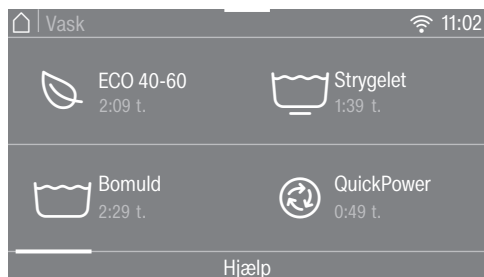 Vask 11:02
ECO 40-60
2:09 t.
Strygelet
1:39 t.
Bomuld
2:29 t.
QuickPower
0:49 t.
Hjælp